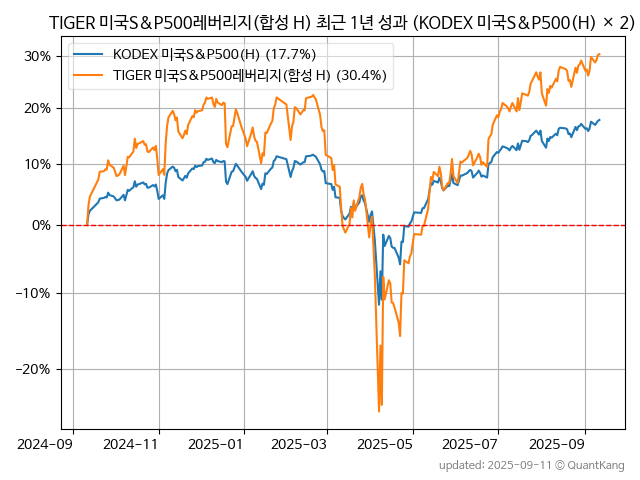 TIGER 미국S&P500레버리지(합성 H) 최근 1년 성과 (KODEX 미국S&P500(H) × 2)
KODEX 미국S&P500(H) (17.7%)
TIGER 미국S&P500레버리지(합성 H) (30.4%)
30%
20%
10%
0%
-10%
-20%
2024-09 2024-11 2025-01 2025-03 2025-05 2025-07 2025-09
updated: 2025-09-11 © QuantKang